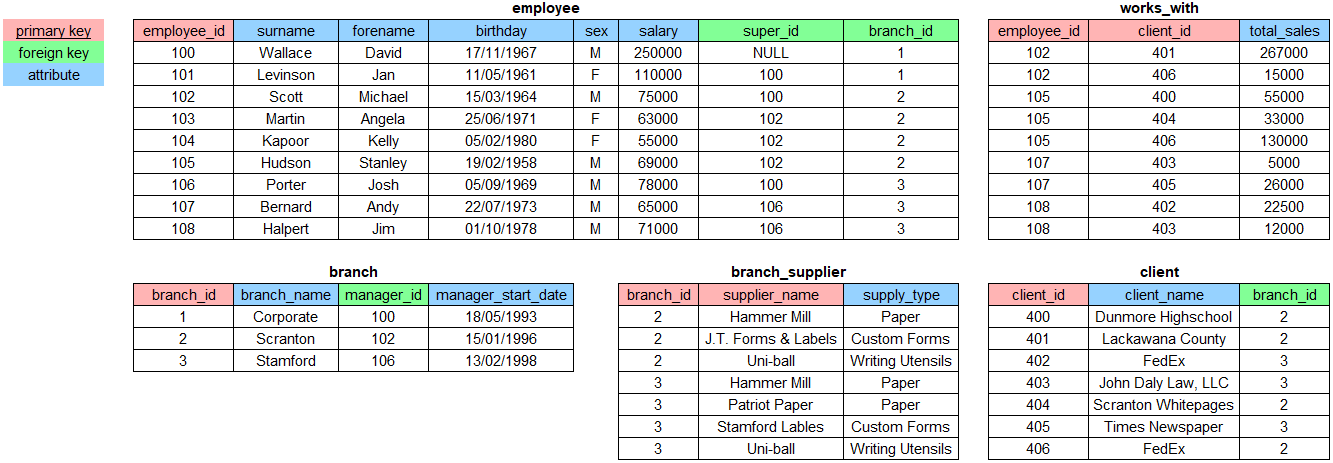 employee
works_with
primary key
foreign key
attribute
employee_id surname forename birthday sex salary super_id branch_id
100 Wallace David 17/11/1967 M 250000 NULL 1
101 Levinson Jan 11/05/1961 F 110000 100 1
102 Scott Michael 15/03/1964 M 75000 100 2
103 Martin Angela 25/06/1971 F 63000 102 2
104 Kapoor Kelly 05/02/1980 F 55000 102 2
105 Hudson Stanley 19/02/1958 M 69000 102 2
106 Porter Josh 05/09/1969 M 78000 100 3
107 Bernard Andy 22/07/1973 M 65000 106 3
108 Halpert Jim 01/10/1978 M 71000 106 3
employee_id client_id total_sales
102 401 267000
102 406 15000
105 400 55000
105 404 33000
105 406 130000
107 403 5000
107 405 26000
108 402 22500
108 403 12000
branch
branch_id branch_name manager_id manager_start_date
1 Corporate 100 18/05/1993
2 Scranton 102 15/01/1996
3 Stamford 106 13/02/1998
branch_supplier
branch_id supplier_name supply_type
2 Hammer Mill Paper
2 J.T. Forms & Labels Custom Forms
2 Uni-ball Writing Utensils
3 Hammer Mill Paper
3 Patriot Paper Paper
3 Stamford Lables Custom Forms
3 Uni-ball Writing Utensils
client
client_id client_name branch_id
400 Dunmore Highschool 2
401 Lackawana County 2
402 FedEx 3
403 John Daly Law, LLC 3
404 Scranton Whitepages 2
405 Times Newspaper 3
406 FedEx 2